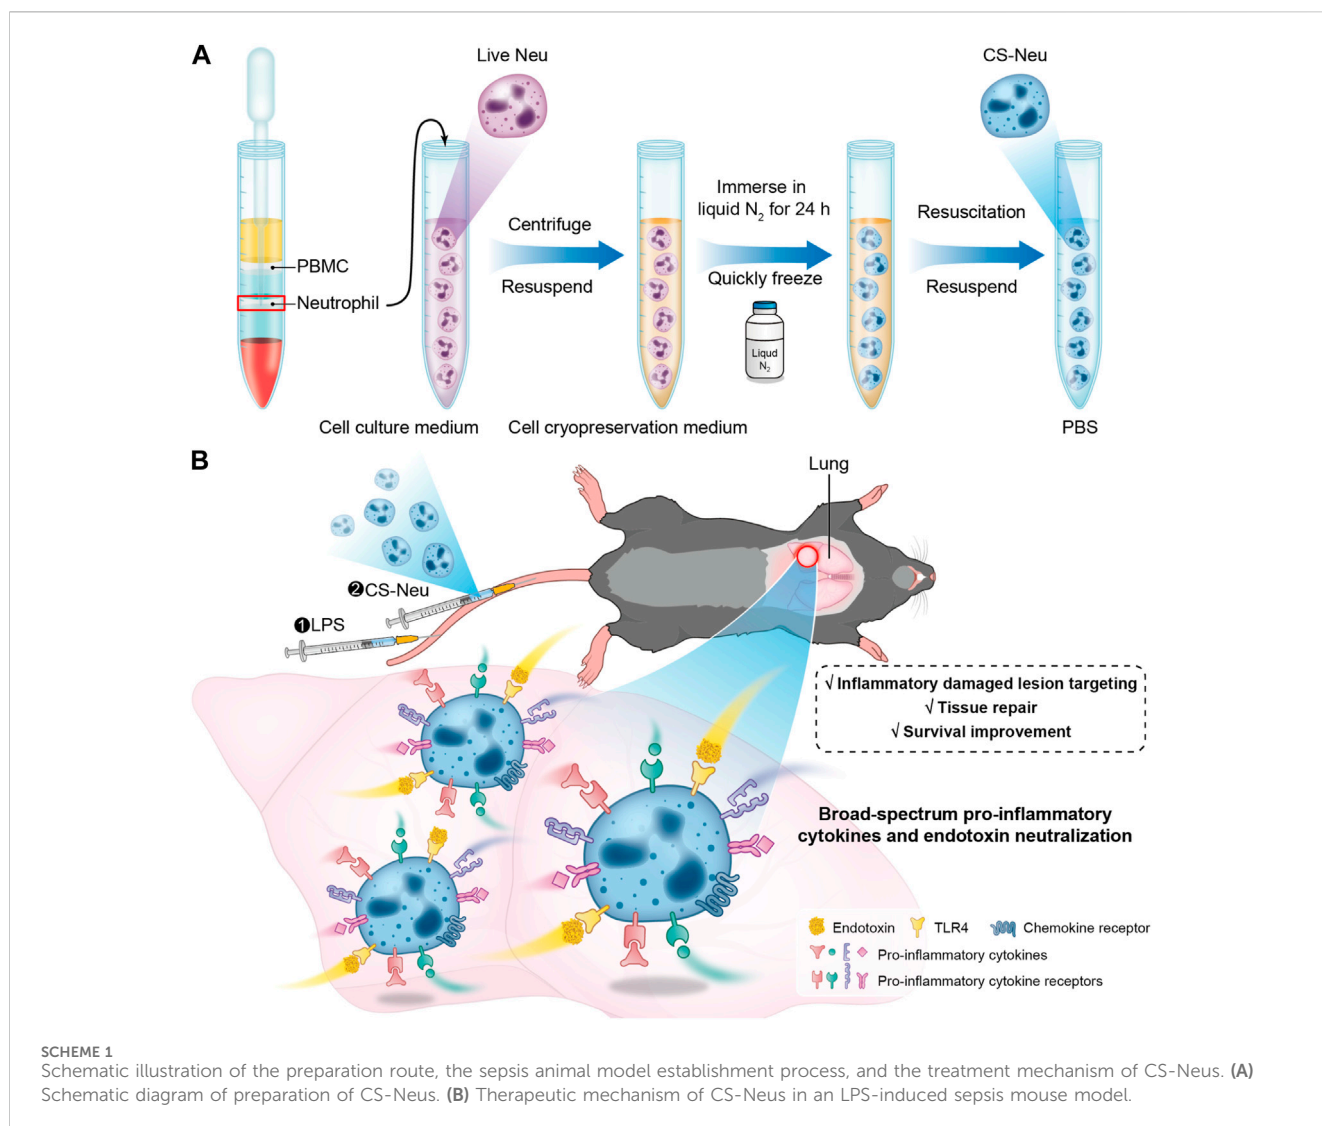 A
Live Neu
CS-Neu
PBMC
Neutrophil
Centrifuge
Resuspend
Immerse in
liquid N2 for 24 h
Quickly freeze
Liqud
N2
Resuscitation
Resuspend
Cell culture medium
Cell cryopreservation medium
PBS
B
Lung
❷CS-Neu
❶LPS
√ Inflammatory damaged lesion targeting
√ Tissue repair
√ Survival improvement
Broad-spectrum pro-inflammatory
cytokines and endotoxin neutralization
Endotoxin
TLR4
Chemokine receptor
Pro-inflammatory cytokines
Pro-inflammatory cytokine receptors
SCHEME 1
Schematic illustration of the preparation route, the sepsis animal model establishment process, and the treatment mechanism of CS-Neus. (A)
Schematic diagram of preparation of CS-Neus. (B) Therapeutic mechanism of CS-Neus in an LPS-induced sepsis mouse model.